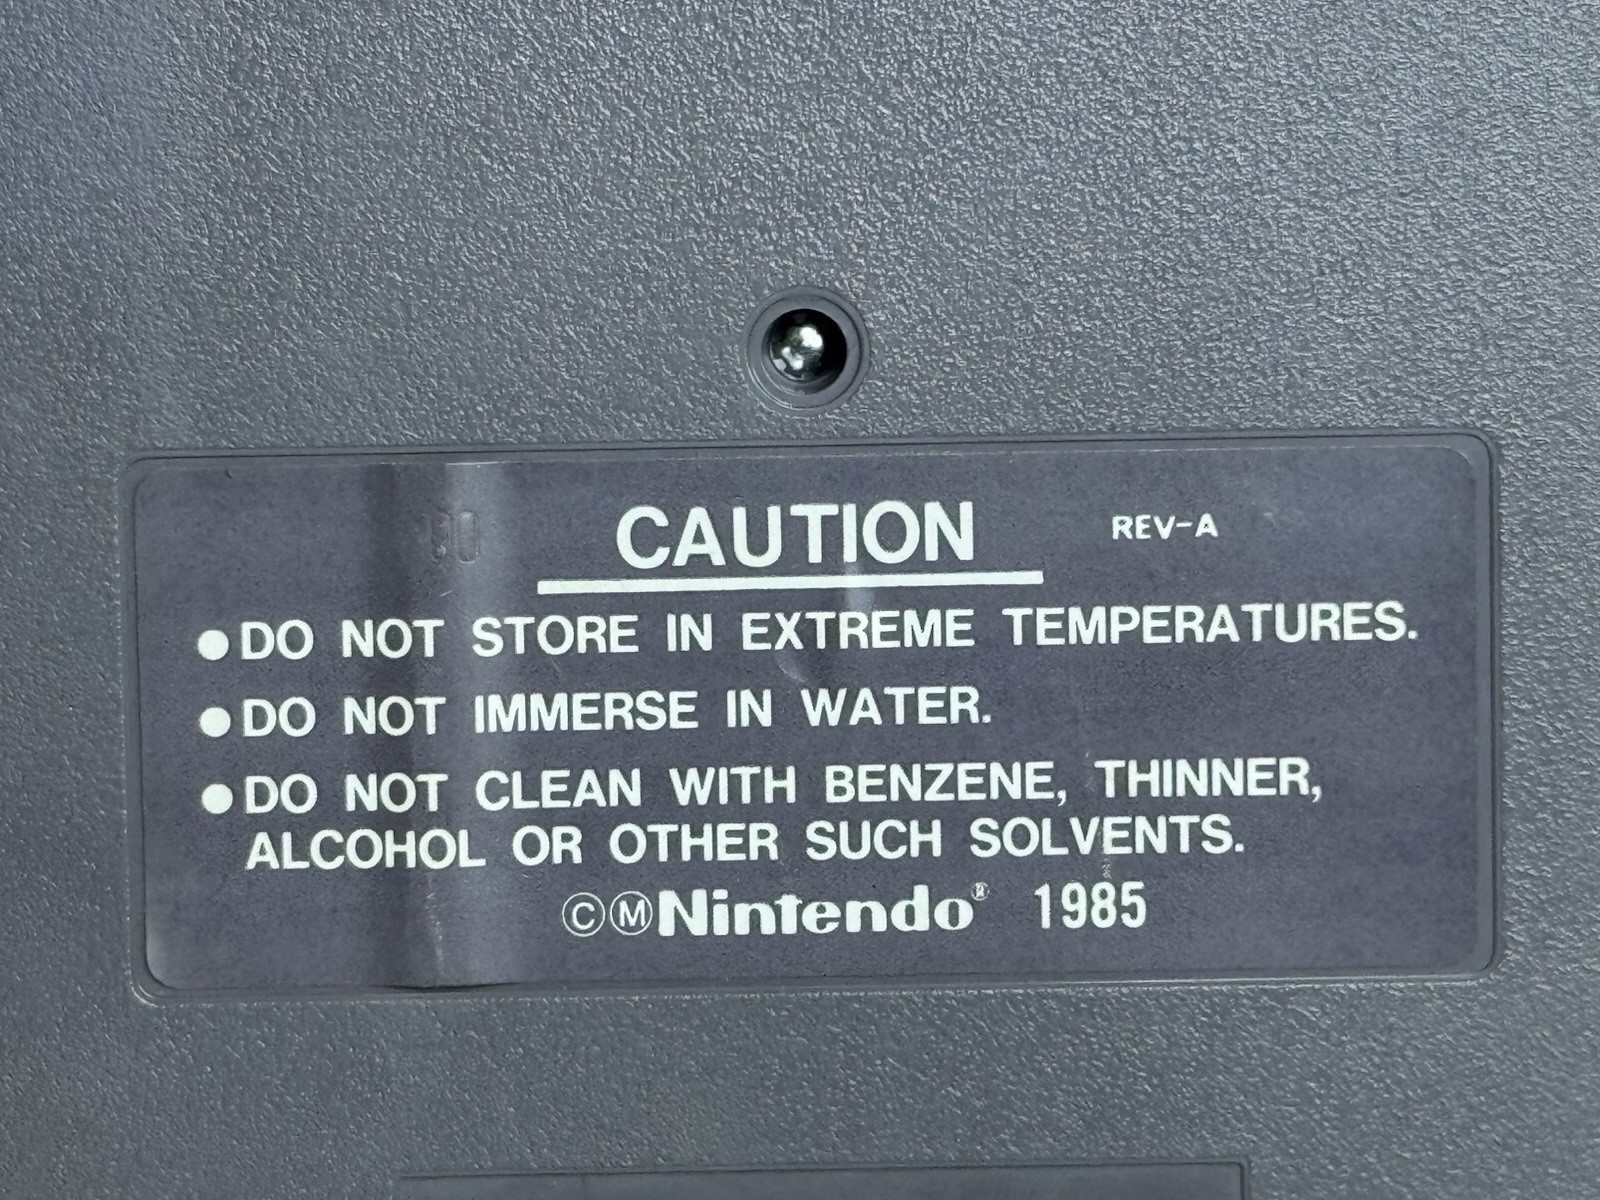 CAUTION REV-A
●DO NOT STORE IN EXTREME TEMPERATURES.
●DO NOT IMMERSE IN WATER.
●DO NOT CLEAN WITH BENZENE, THINNER,
ALCOHOL OR OTHER SUCH SOLVENTS.
©ⓂNintendo® 1985